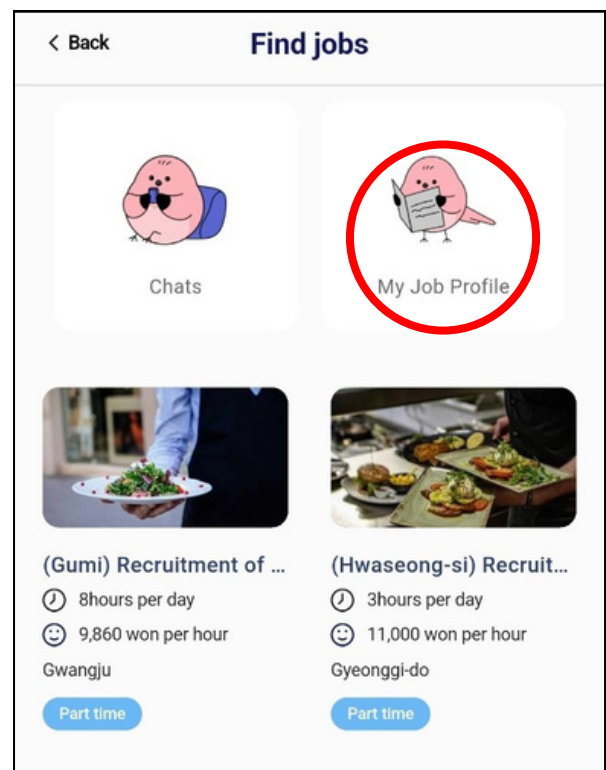 < Back
Find jobs
Chats
My Job Profile
(Gumi) Recruitment of ...
8hours per day
9,860 won per hour
Gwangju
Part time
(Hwaseong-si) Recruit...
3hours per day
11,000 won per hour
Gyeonggi-do
Part time